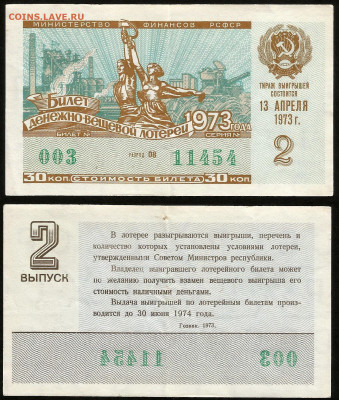 COINS.SU, МОНЕТЫ.РФ
МИНИСТЕРСТВО ФИНАНСОВ РСФСР
Билет
денежно-вещевой лотереи
1973 ГОДА
БИЛЕТ № СЕРИЯ №
003 РАЗРЯД 08 11454
30 КОП. СТОИМОСТЬ БИЛЕТА 30 КОП.
ТИРАЖ ВЫИГРЫШЕЙ
СОСТОИТСЯ
13 АПРЕЛЯ
1973 г.
2
2
ВЫПУСК
В лотерее разыгрываются выигрыши, перечень и
количество которых установлены условиями лотереи,
утвержденными Советом Министров республики.
Владелец выигравшего лотерейного билета может
по желанию получить взамен вещевого выигрыша его
стоимость наличными деньгами.
Выдача выигрышей по лотерейным билетам произ-
водится до 30 июня 1974 года.
Гознак. 1973.
11454 003